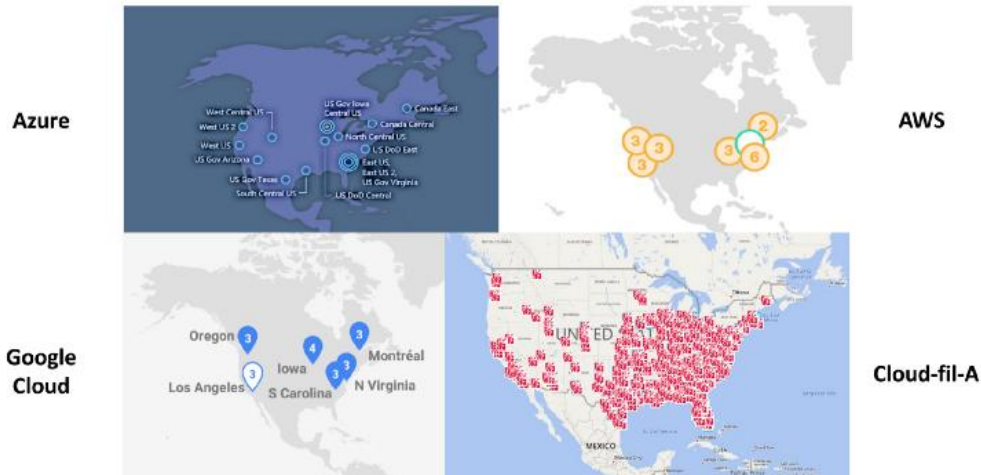 Azure
West Central US
West US 2
West US
US Gov Arizona
US Gov Texas
South Central US
US Gov Iowa
Central US
Canada East
Canada Central
North Central US
US DoD East
East US,
East US 2,
US Gov Virginia
US DoD Central
AWS
3
3
3
3
2
6
Google
Cloud
Oregon
3
Los Angeles
3
Iowa
4
S Carolina
3
3
N Virginia
3
Montréal
UNITED STAT
MEXICO
Cloud-fil-A